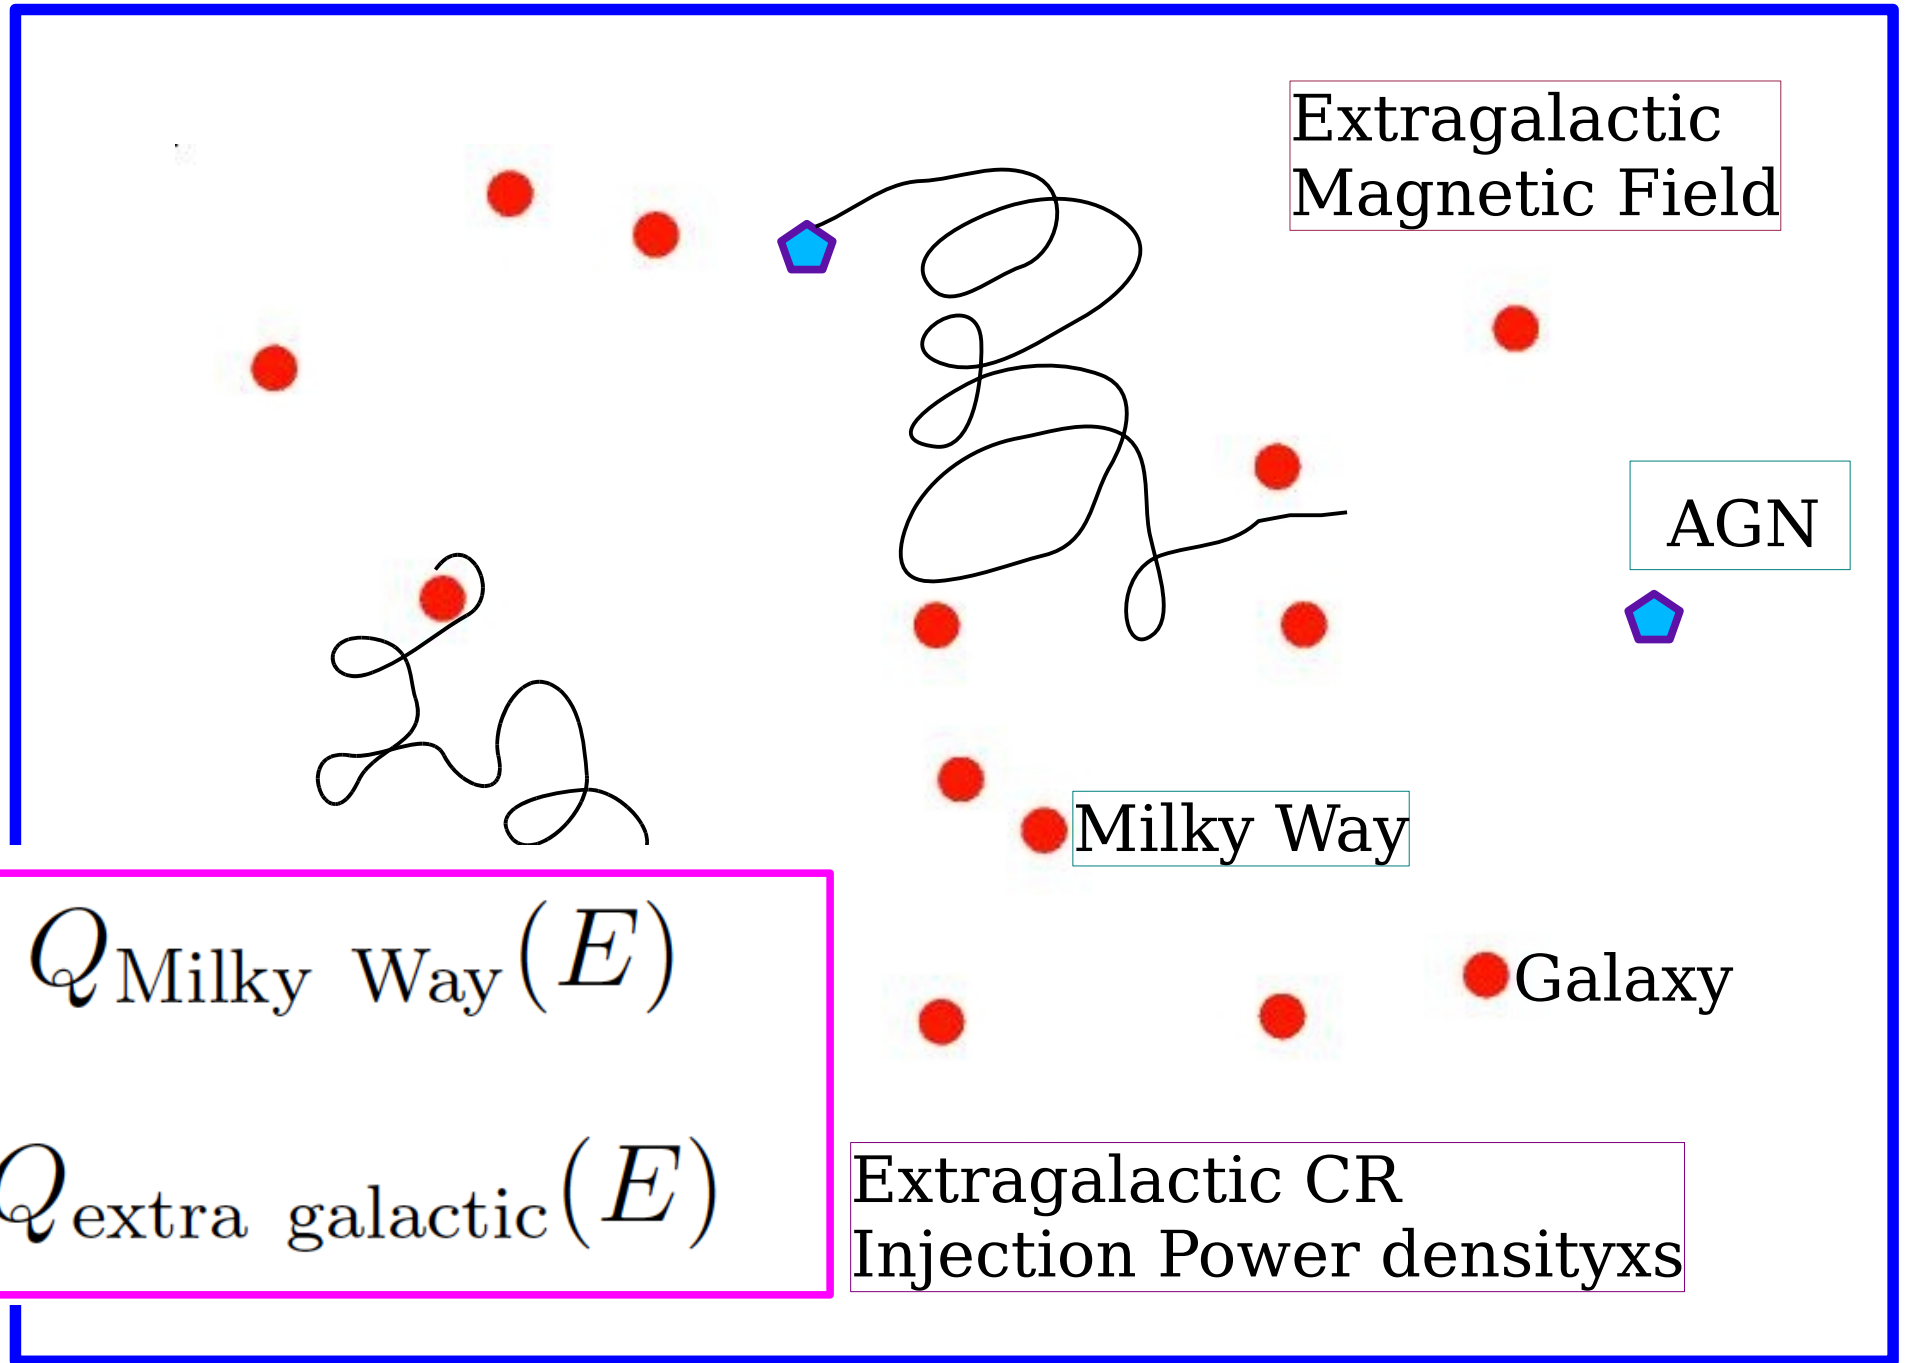 Extragalactic
Magnetic Field
AGN
Milky Way
Q_{Milky Way}(E)
Galaxy
Q_{extra galactic}(E)
Extragalactic CR
Injection Power densityxs